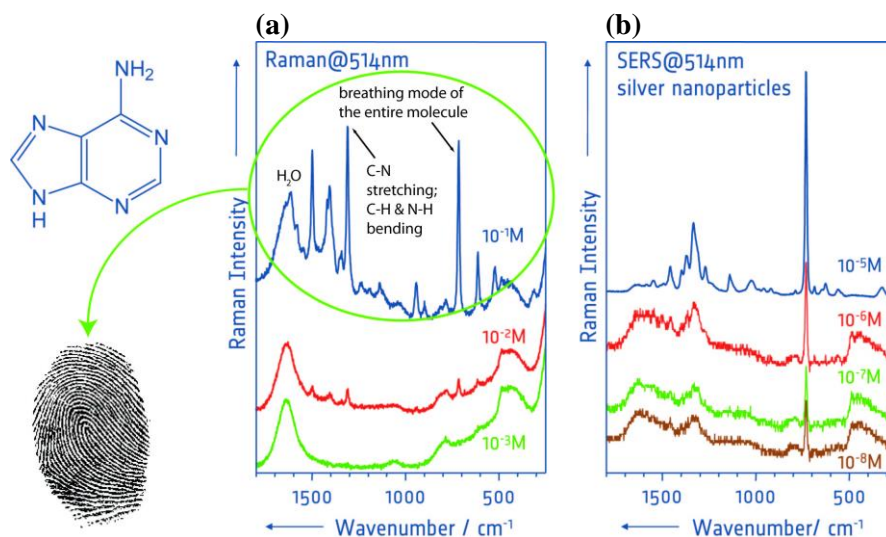 (a)
(b)
NH₂
N
N
N
H
N
Raman@514nm
breathing mode of
the entire molecule
H₂O
C-N
stretching;
C-H & N-H
bending
10⁻¹M
10⁻²M
10⁻³M
Raman Intensity
1500 1000 500
Wavenumber / cm⁻¹
SERS@514nm
silver nanoparticles
10⁻⁵M
10⁻⁶M
10⁻⁷M
10⁻⁸M
Raman Intensity
1500 1000 500
Wavenumber/ cm⁻¹